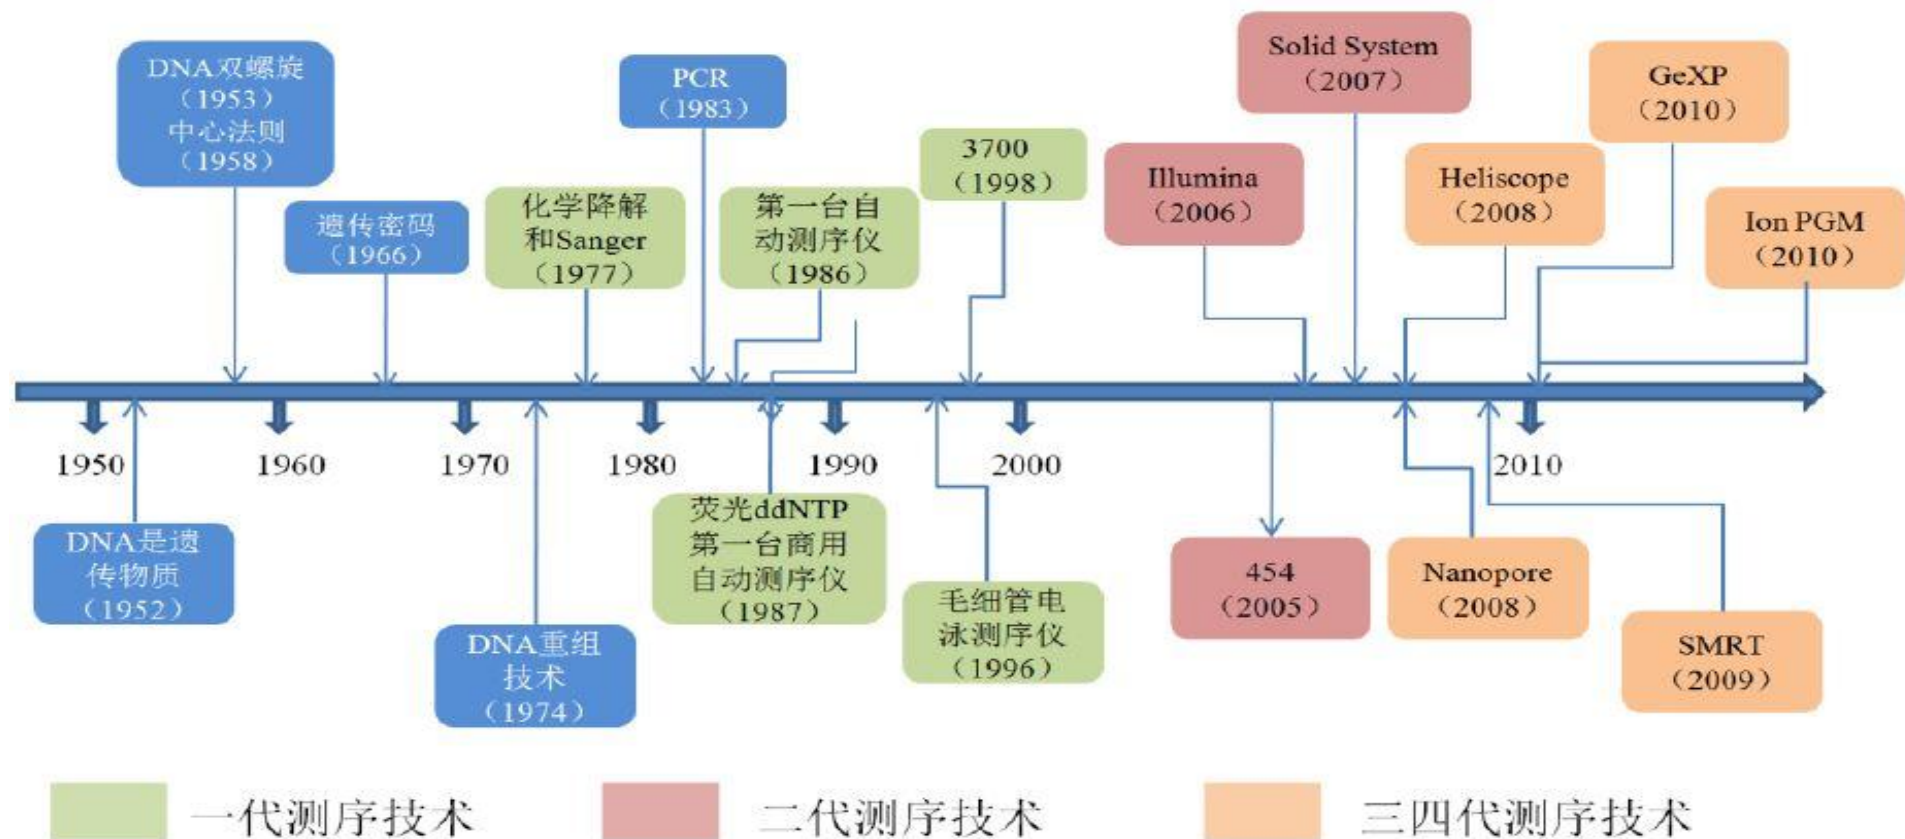 DNA双螺旋
（1953）
中心法则
（1958）
遗传密码
（1966）
化学降解
和Sanger
（1977）
PCR
（1983）
第一台自
动测序仪
（1986）
3700
（1998）
Illumina
（2006）
Solid System
（2007）
Heliscope
（2008）
GeXP
（2010）
Ion PGM
（2010）
1950
1960
1970
1980
1990
2000
2010
DNA是遗
传物质
（1952）
DNA重组
技术
（1974）
荧光ddNTP
第一台商用
自动测序仪
（1987）
毛细管电
泳测序仪
（1996）
454
（2005）
Nanopore
（2008）
SMRT
（2009）
一代测序技术
二代测序技术
三四代测序技术